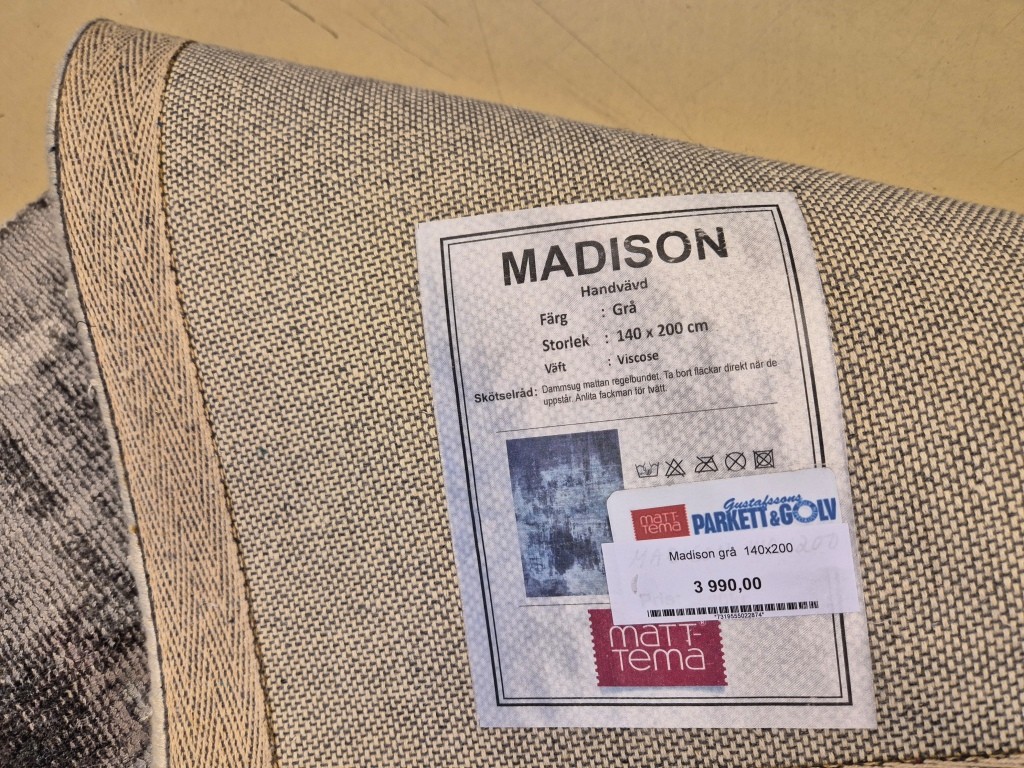 MADISON
Handvävd
Färg : Grå
Storlek : 140 x 200 cm
Väft : Viscose
Skötselråd: Dammsug mattan regelbundet. Ta bort fläckar direkt när de
uppstår. Anlita fackman för tvätt.
Gustafssons
MATT-
TEMA
PARKETT&GOLV
Madison grå 140x200
3 990,00
*7319555022874*
MATT-
TEMA